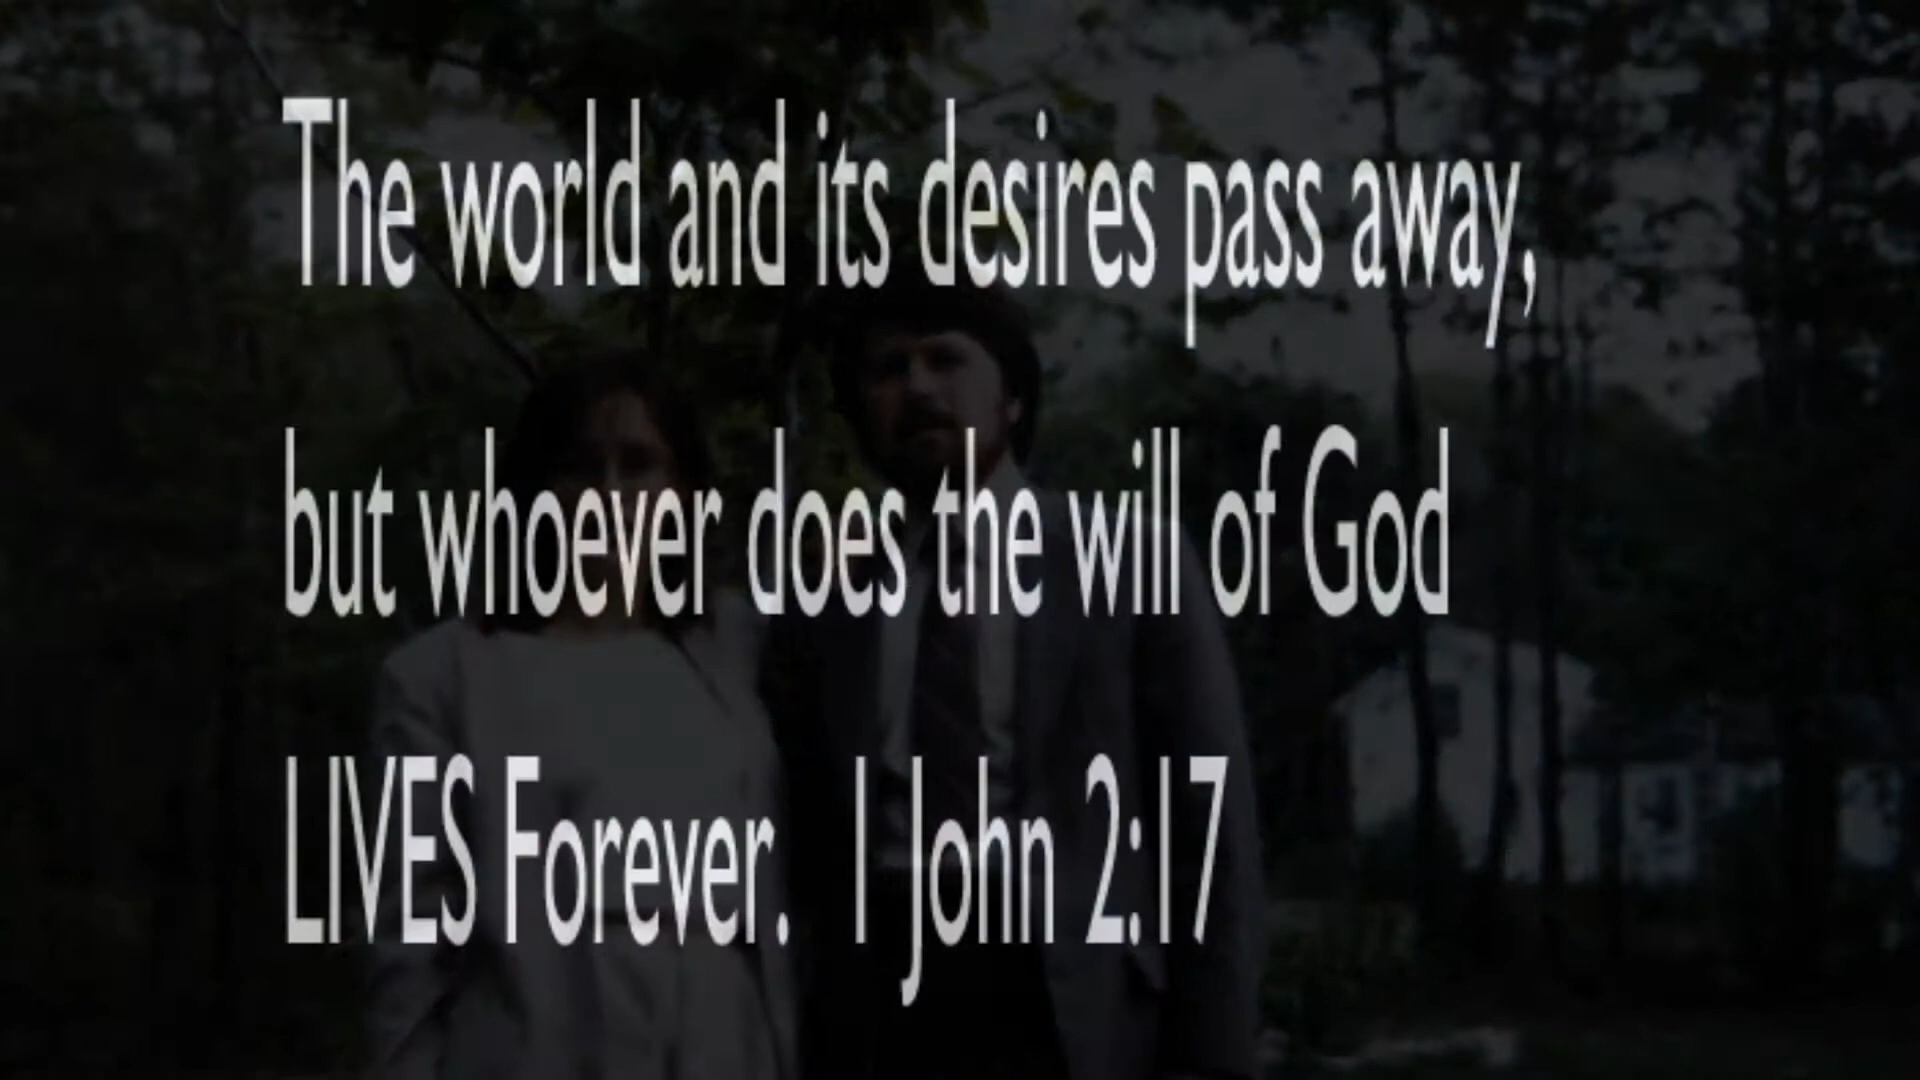 The world and its desires pass away,
but whoever does the will of God
LIVES Forever. 1 John 2:17